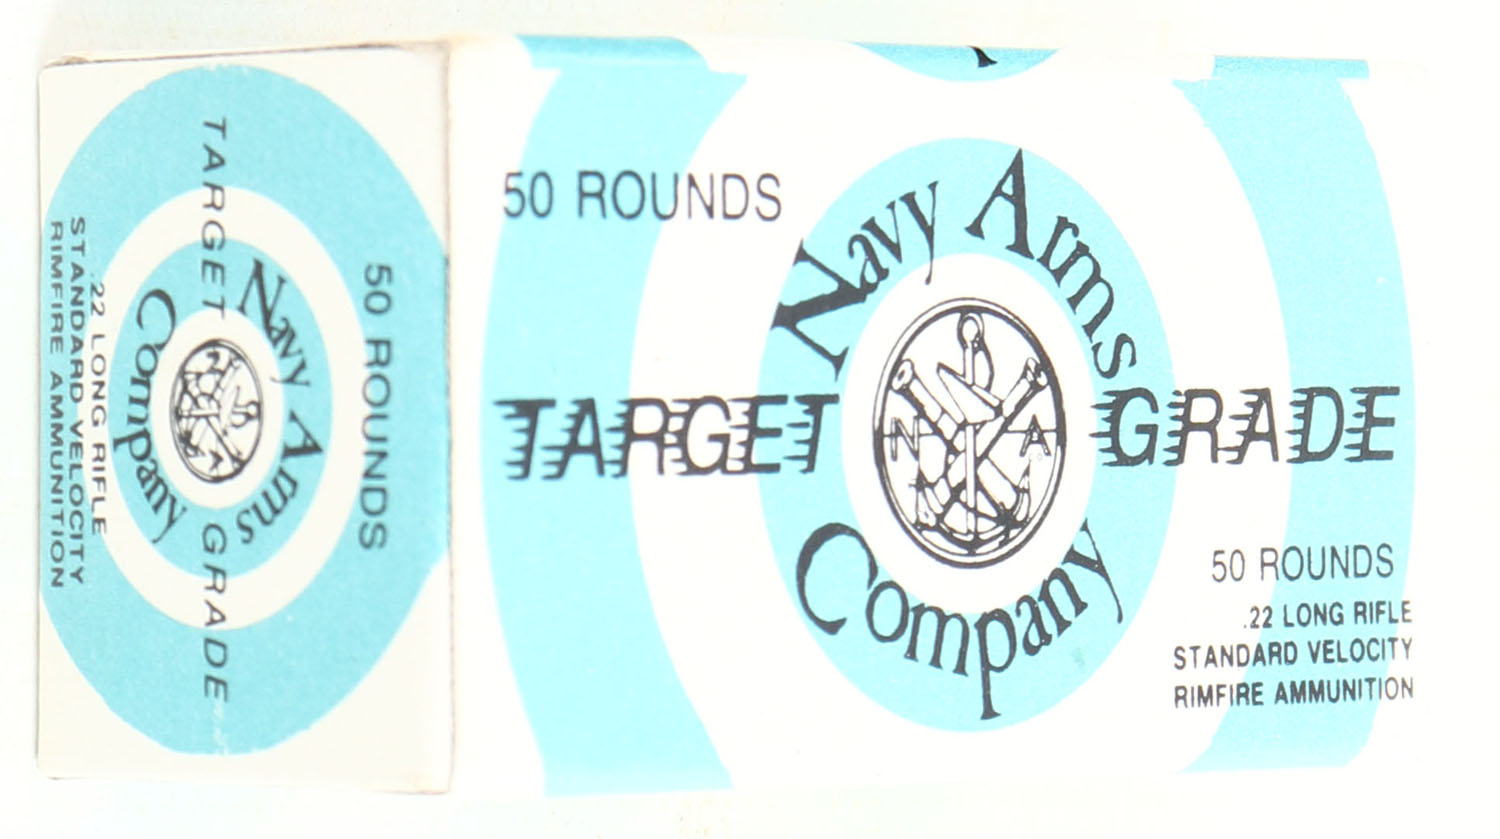 50 ROUNDS
Navy Arms
TARGET GRADE
N A
Company
50 ROUNDS
.22 LONG RIFLE
STANDARD VELOCITY
RIMFIRE AMMUNITION
50 ROUNDS
Navy Arms
TARGET GRADE
Company
.22 LONG RIFLE
STANDARD VELOCITY
RIMFIRE AMMUNITION